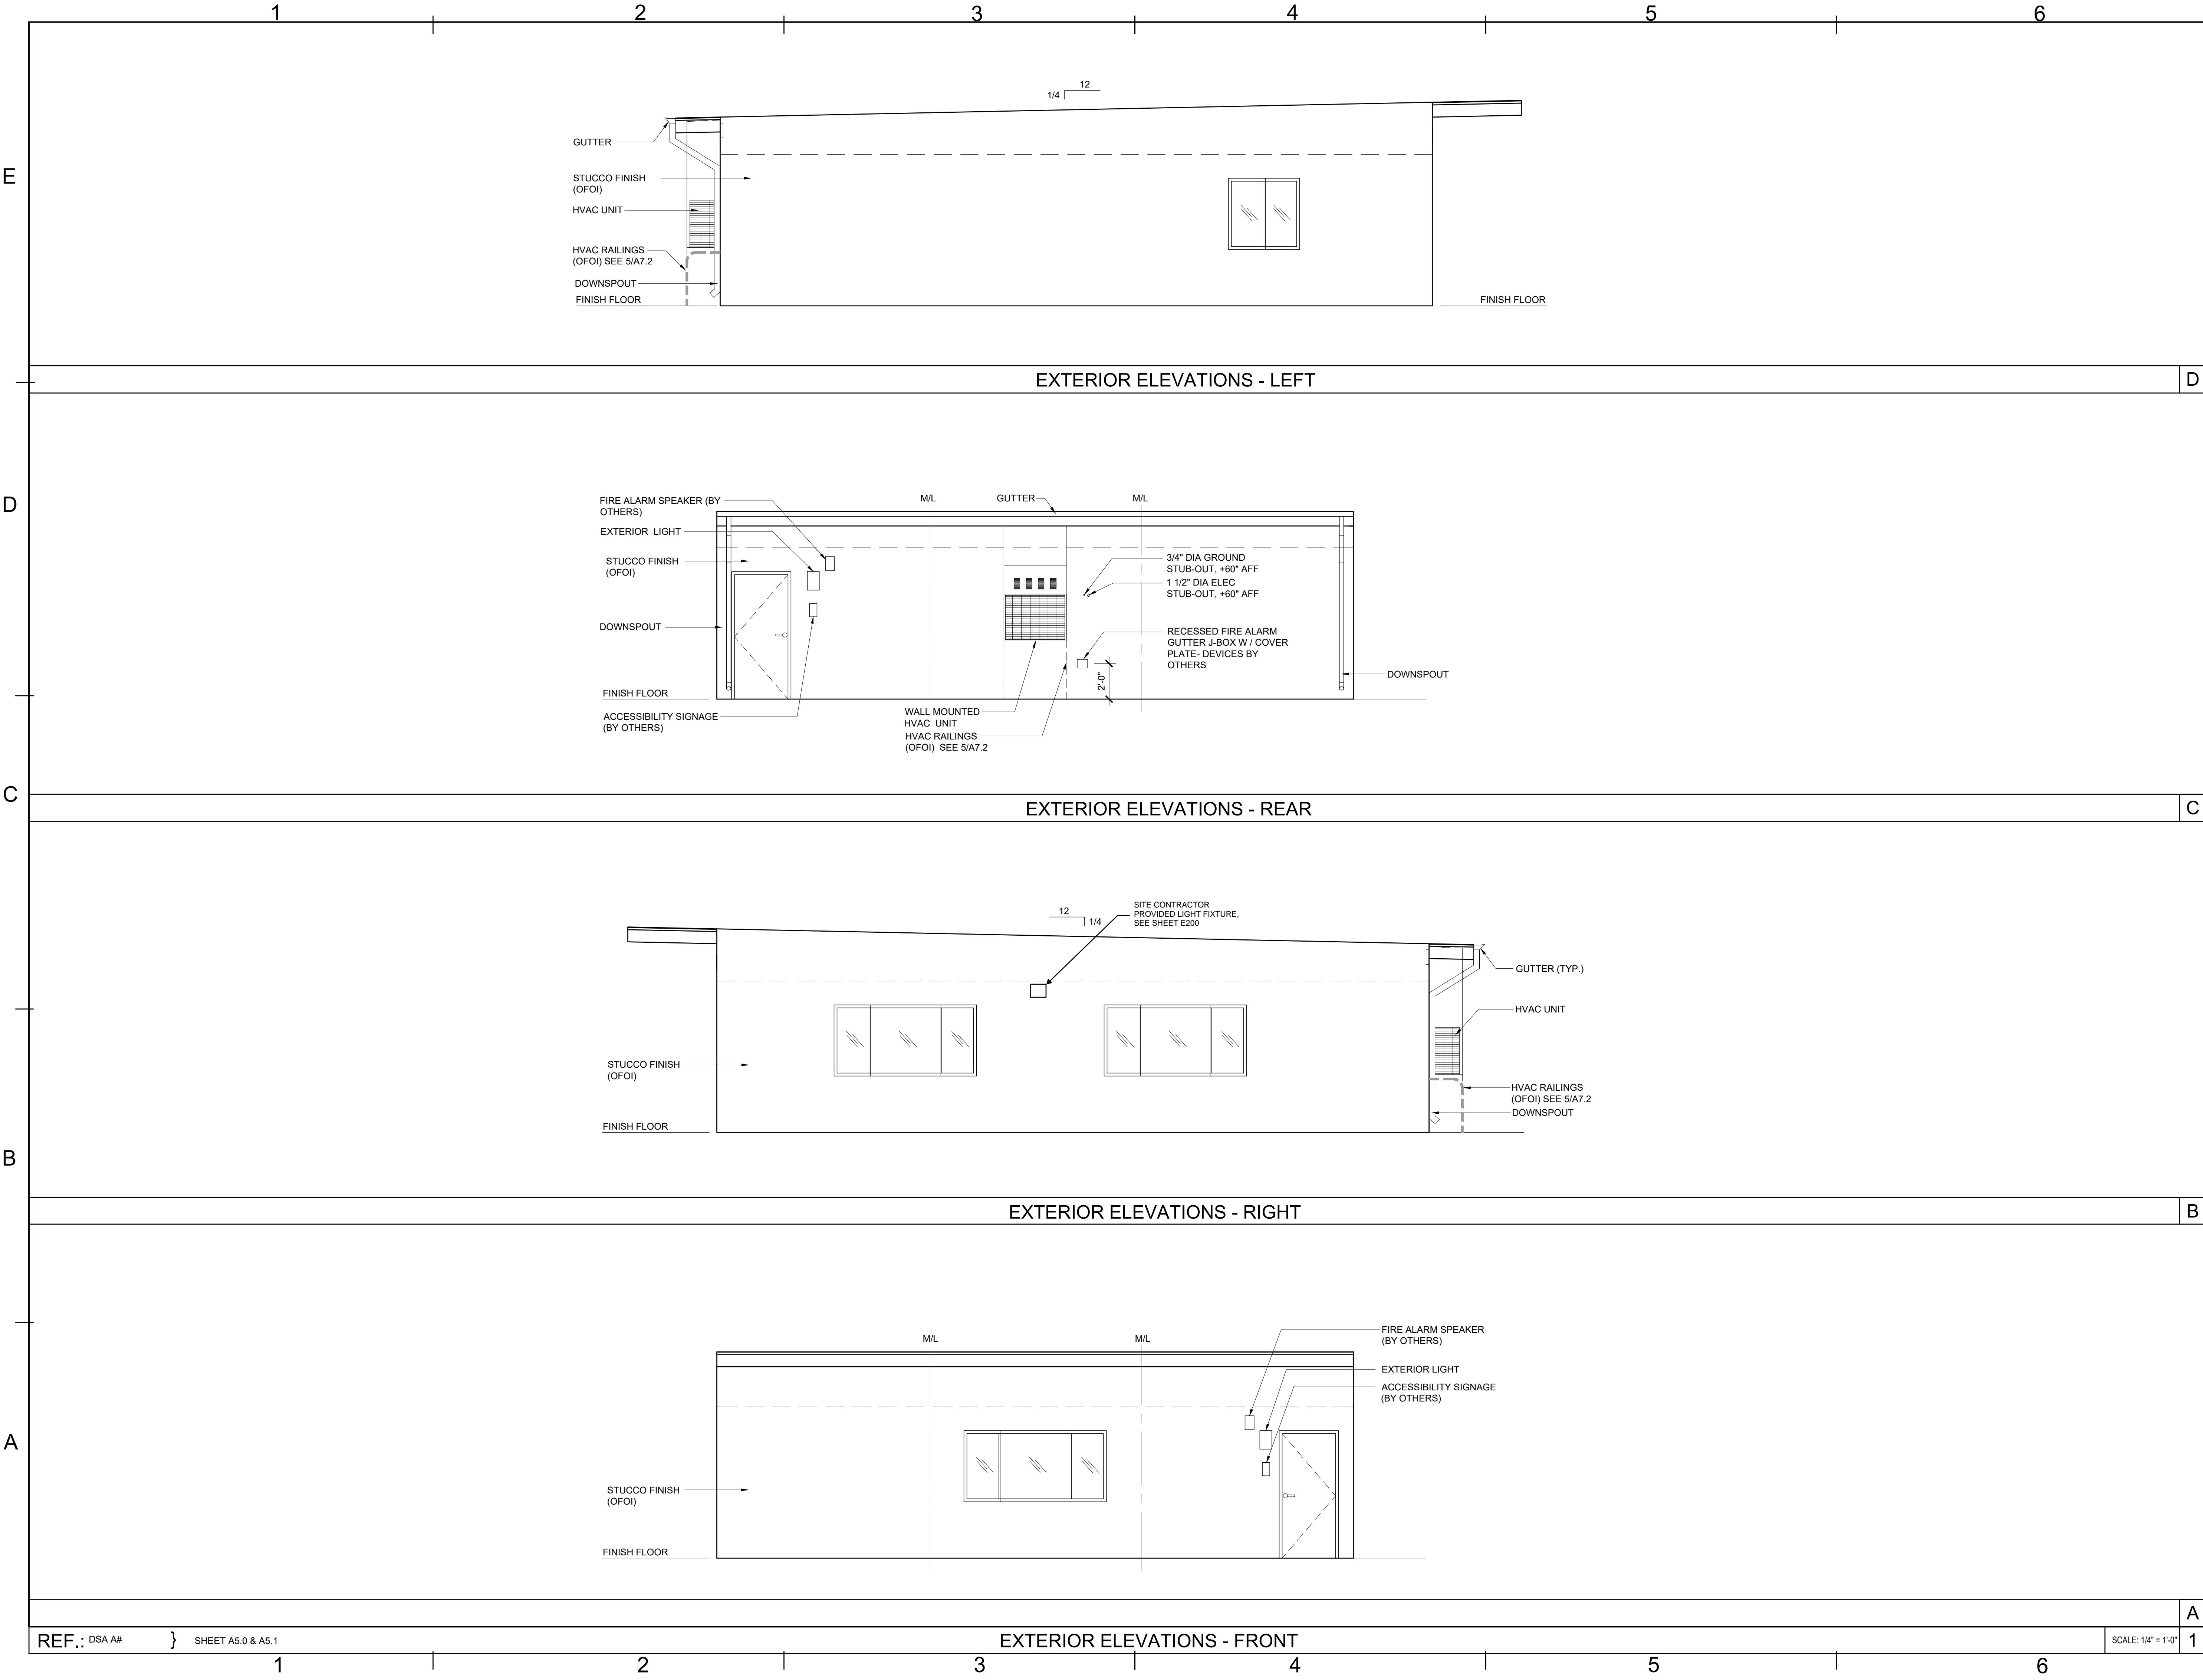 1 2 3 4 5 6
12
1/4
GUTTER
E
STUCCO FINISH
(OFOI)
HVAC UNIT
HVAC RAILINGS
(OFOI) SEE 5/A7.2
DOWNSPOUT
FINISH FLOOR
FINISH FLOOR
EXTERIOR ELEVATIONS - LEFT
D
D
FIRE ALARM SPEAKER (BY
OTHERS)
EXTERIOR LIGHT
STUCCO FINISH
(OFOI)
DOWNSPOUT
FINISH FLOOR
ACCESSIBILITY SIGNAGE
(BY OTHERS)
M/L
GUTTER
M/L
3/4" DIA GROUND
STUB-OUT, +60" AFF
1 1/2" DIA ELEC
STUB-OUT, +60" AFF
RECESSED FIRE ALARM
GUTTER J-BOX W / COVER
PLATE- DEVICES BY
OTHERS
2'-0"
DOWNSPOUT
WALL MOUNTED
HVAC UNIT
HVAC RAILINGS
(OFOI) SEE 5/A7.2
C
EXTERIOR ELEVATIONS - REAR
C
12
1/4
SITE CONTRACTOR
PROVIDED LIGHT FIXTURE,
SEE SHEET E200
GUTTER (TYP.)
HVAC UNIT
STUCCO FINISH
(OFOI)
HVAC RAILINGS
(OFOI) SEE 5/A7.2
DOWNSPOUT
FINISH FLOOR
B
EXTERIOR ELEVATIONS - RIGHT
B
M/L
M/L
FIRE ALARM SPEAKER
(BY OTHERS)
EXTERIOR LIGHT
ACCESSIBILITY SIGNAGE
(BY OTHERS)
A
STUCCO FINISH
(OFOI)
FINISH FLOOR
A
REF.: DSA A# } SHEET A5.0 & A5.1
EXTERIOR ELEVATIONS - FRONT
SCALE: 1/4" = 1'-0"
1
1 2 3 4 5 6